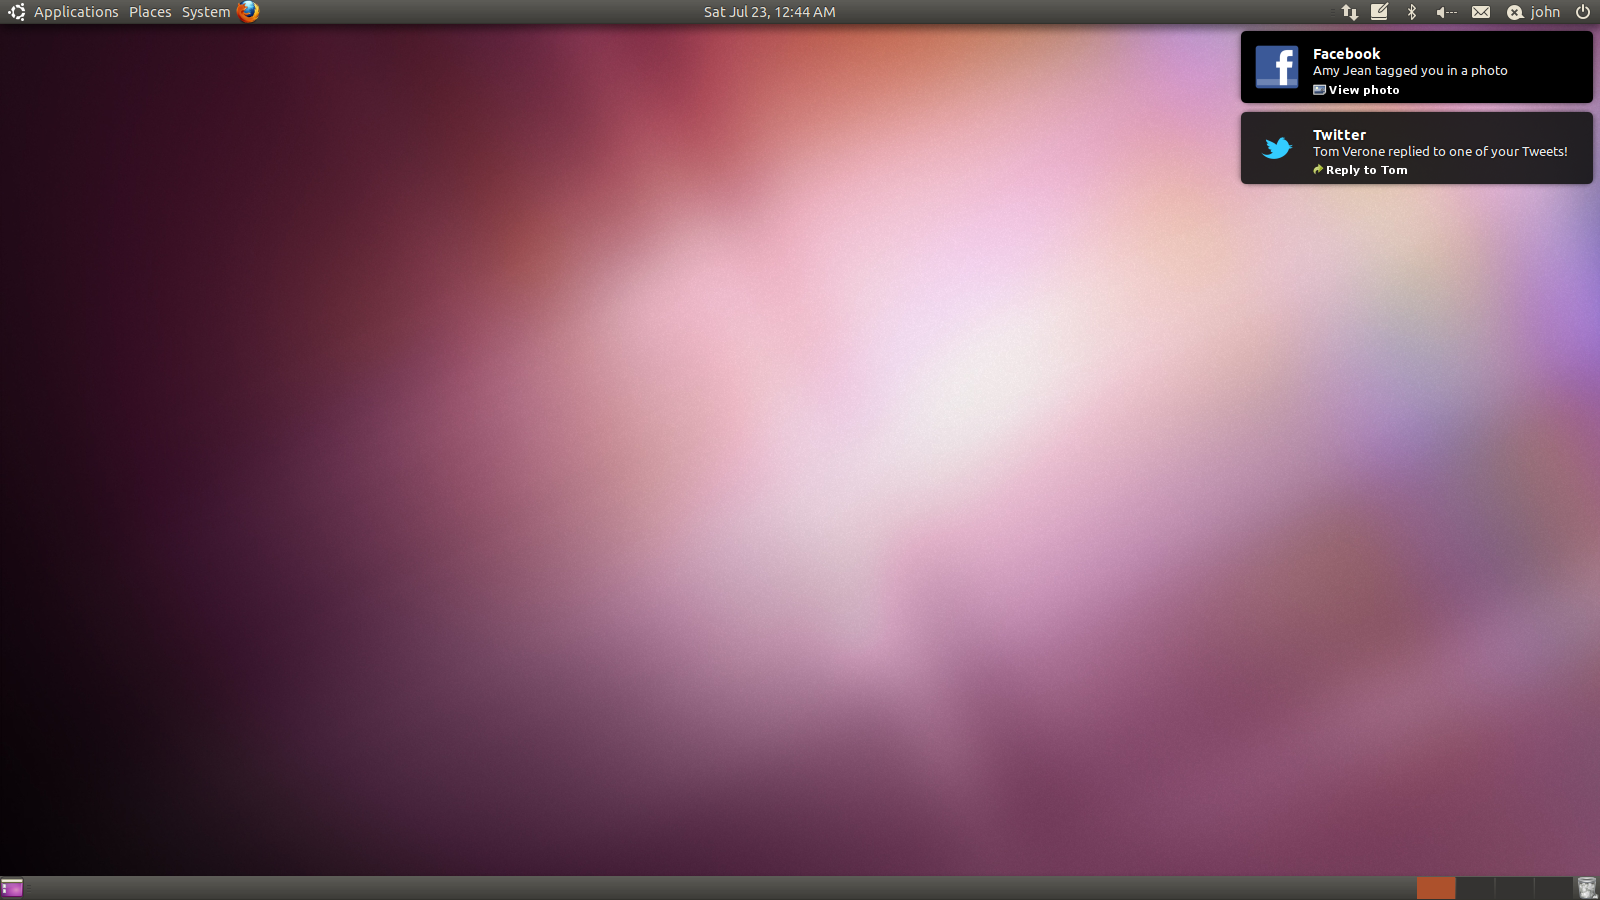 Applications Places System Sat Jul 23, 12:44 AM john
Facebook
Amy Jean tagged you in a photo
View photo
Twitter
Tom Verone replied to one of your Tweets!
Reply to Tom